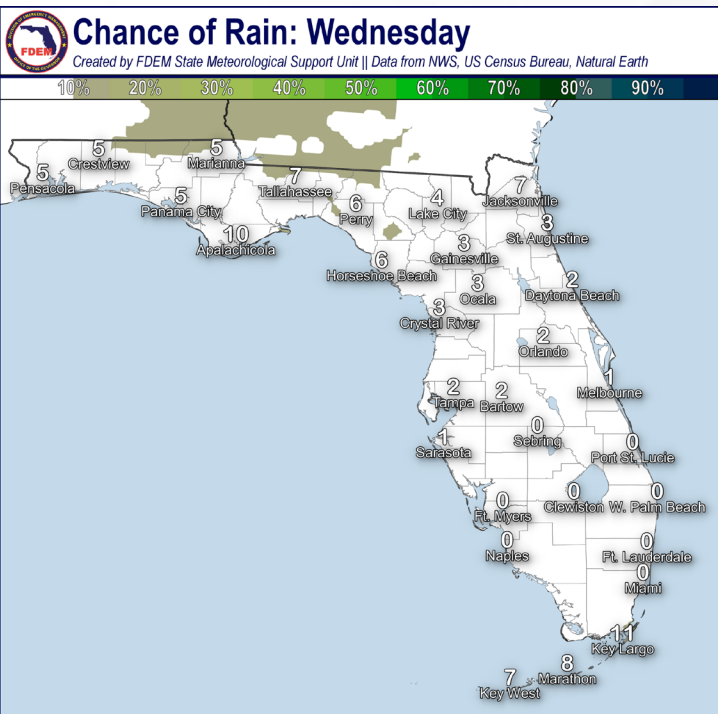 Chance of Rain: Wednesday
Created by FDEM State Meteorological Support Unit || Data from NWS, US Census Bureau, Natural Earth
FDEM
10% 20% 30% 40% 50% 60% 70% 80% 90%
5
Crestview
5
Marianna
5
Pensacola
7
Tallahassee
7
Jacksonville
5
Panama City
6
Perry
4
Lake City
3
St. Augustine
10
Apalachicola
3
Gainesville
6
Horseshoe Beach
3
Ocala
2
Daytona Beach
3
Crystal River
2
Orlando
1
Melbourne
2
Tampa
2
Bartow
0
Sebring
1
Sarasota
0
Port St. Lucie
0
Ft. Myers
0
Clewiston
0
W. Palm Beach
0
Naples
0
Ft. Lauderdale
0
Miami
11
Key Largo
8
Marathon
7
Key West